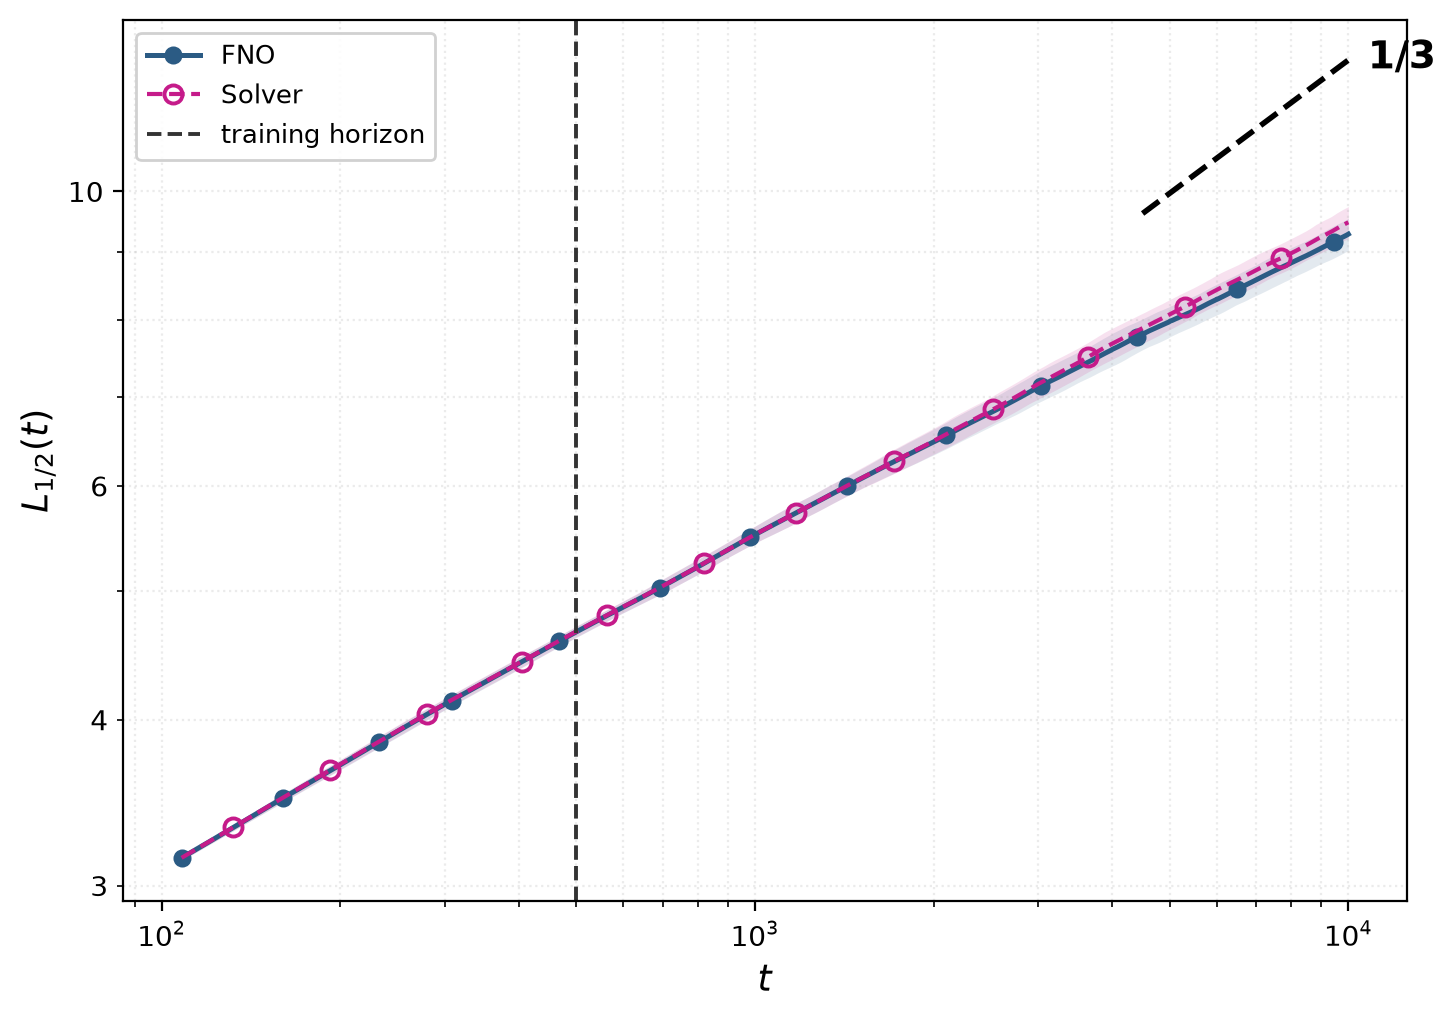 FNO
Solver
training horizon
1/3
10
6
4
3
L₁/₂(t)
10² 10³ 10⁴
t